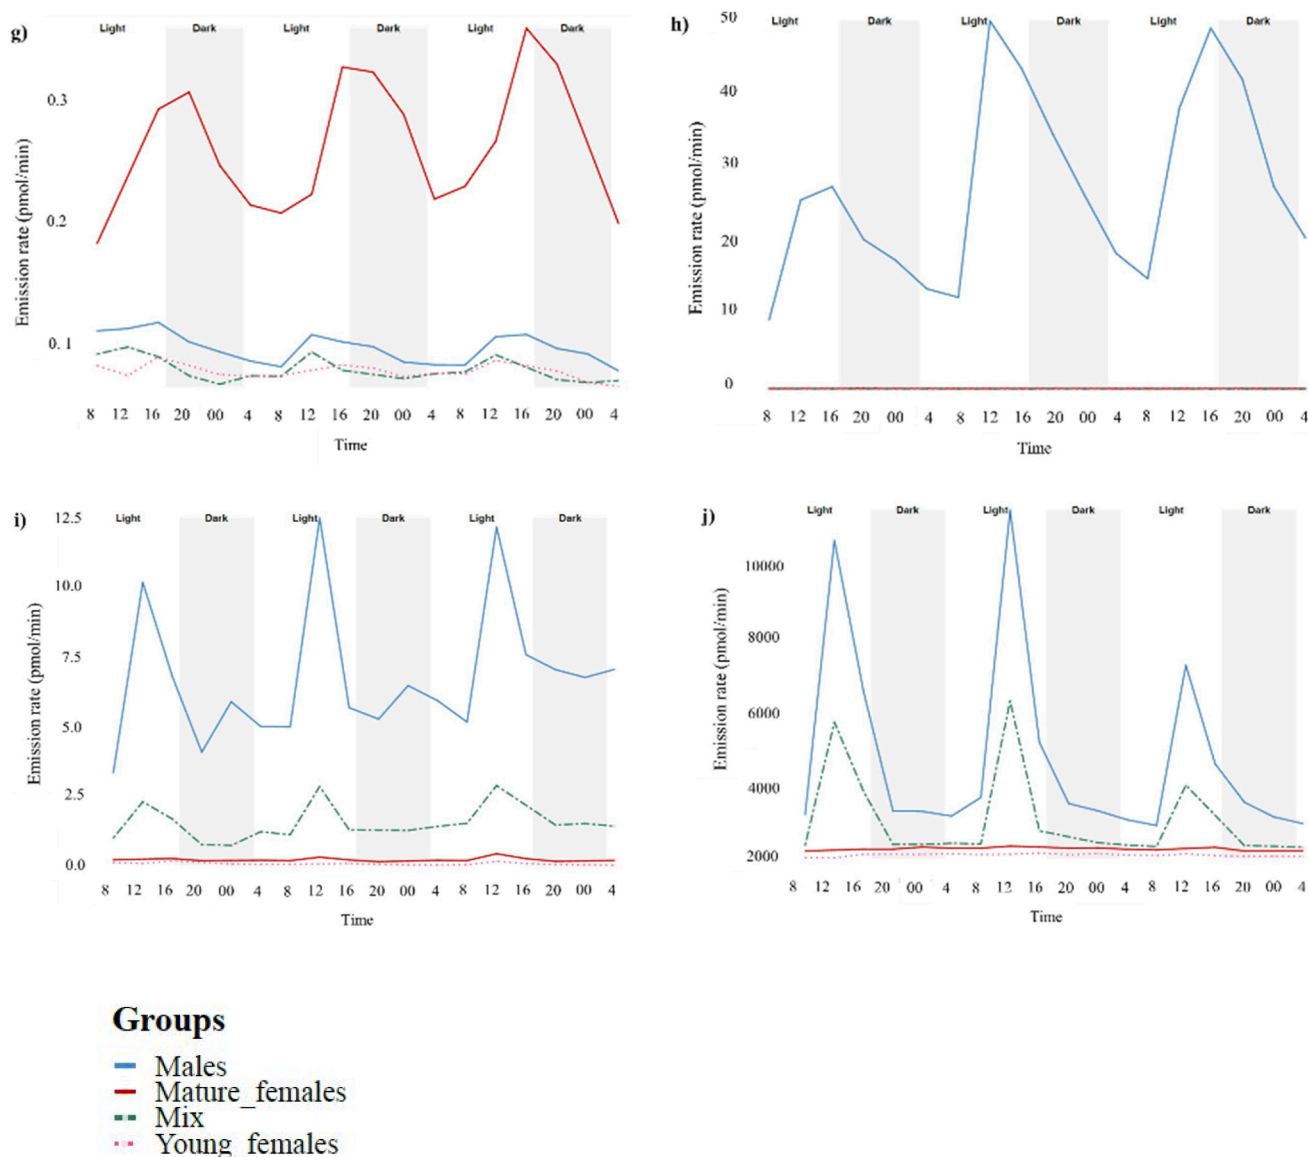 g)
Light Dark Light Dark Light Dark
0.3
0.2
0.1
Emission rate (pmol/min)
8 12 16 20 00 4 8 12 16 20 00 4 8 12 16 20 00 4
Time
h)
Light Dark Light Dark Light Dark
50
40
30
20
10
0
Emission rate (pmol/min)
8 12 16 20 00 4 8 12 16 20 00 4 8 12 16 20 00 4
Time
i)
Light Dark Light Dark Light Dark
12.5
10.0
7.5
5.0
2.5
0.0
Emission rate (pmol/min)
8 12 16 20 00 4 8 12 16 20 00 4 8 12 16 20 00 4
Time
j)
Light Dark Light Dark Light Dark
10000
8000
6000
4000
2000
Emission rate (pmol/min)
8 12 16 20 00 4 8 12 16 20 00 4 8 12 16 20 00 4
Time
Groups
Males
Mature_females
Mix
Young_females